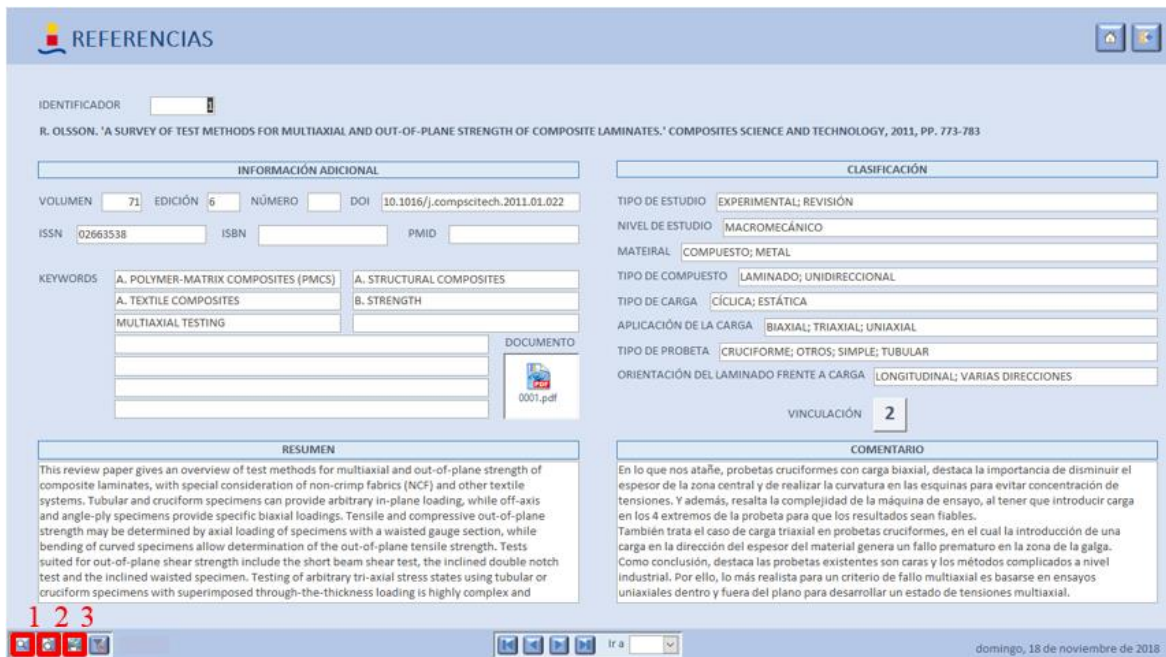 REFERENCIAS
IDENTIFICADOR 1
R. OLSSON. 'A SURVEY OF TEST METHODS FOR MULTIAXIAL AND OUT-OF-PLANE STRENGTH OF COMPOSITE LAMINATES.' COMPOSITES SCIENCE AND TECHNOLOGY, 2011, PP. 773-783
INFORMACIÓN ADICIONAL
VOLUMEN 71 EDICIÓN 6 NÚMERO DOI 10.1016/j.compscitech.2011.01.022
ISSN 02663538 ISBN PMID
KEYWORDS A. POLYMER-MATRIX COMPOSITES (PMCS) A. STRUCTURAL COMPOSITES
A. TEXTILE COMPOSITES B. STRENGTH
MULTIAXIAL TESTING
DOCUMENTO
PDF
0001.pdf
CLASIFICACIÓN
TIPO DE ESTUDIO EXPERIMENTAL; REVISIÓN
NIVEL DE ESTUDIO MACROMECÁNICO
MATEIRAL COMPUESTO; METAL
TIPO DE COMPUESTO LAMINADO; UNIDIRECCIONAL
TIPO DE CARGA CÍCLICA; ESTÁTICA
APLICACIÓN DE LA CARGA BIAXIAL; TRIAXIAL; UNIAXIAL
TIPO DE PROBETA CRUCIFORME; OTROS; SIMPLE; TUBULAR
ORIENTACIÓN DEL LAMINADO FRENTE A CARGA LONGITUDINAL; VARIAS DIRECCIONES
VINCULACIÓN 2
RESUMEN
This review paper gives an overview of test methods for multiaxial and out-of-plane strength of
composite laminates, with special consideration of non-crimp fabrics (NCF) and other textile
systems. Tubular and cruciform specimens can provide arbitrary in-plane loading, while off-axis
and angle-ply specimens provide specific biaxial loadings. Tensile and compressive out-of-plane
strength may be determined by axial loading of specimens with a waisted gauge section, while
bending of curved specimens allow determination of the out-of-plane tensile strength. Tests
suited for out-of-plane shear strength include the short beam shear test, the inclined double notch
test and the inclined waisted specimen. Testing of arbitrary tri-axial stress states using tubular or
cruciform specimens with superimposed through-the-thickness loading is highly complex and
COMENTARIO
En lo que nos atañe, probetas cruciformes con carga biaxial, destaca la importancia de disminuir el
espesor de la zona central y de realizar la curvatura en las esquinas para evitar concentración de
tensiones. Y además, resalta la complejidad de la máquina de ensayo, al tener que introducir carga
en los 4 extremos de la probeta para que los resultados sean fiables.
También trata el caso de carga triaxial en probetas cruciformes, en el cual la introducción de una
carga en la dirección del espesor del material genera un fallo prematuro en la zona de la galga.
Como conclusión, destaca las probetas existentes son caras y los métodos complicados a nivel
industrial. Por ello, lo más realista para un criterio de fallo multiaxial es basarse en ensayos
uniaxiales dentro y fuera del plano para desarrollar un estado de tensiones multiaxial.
1 2 3
Ir a
domingo, 18 de noviembre de 2018